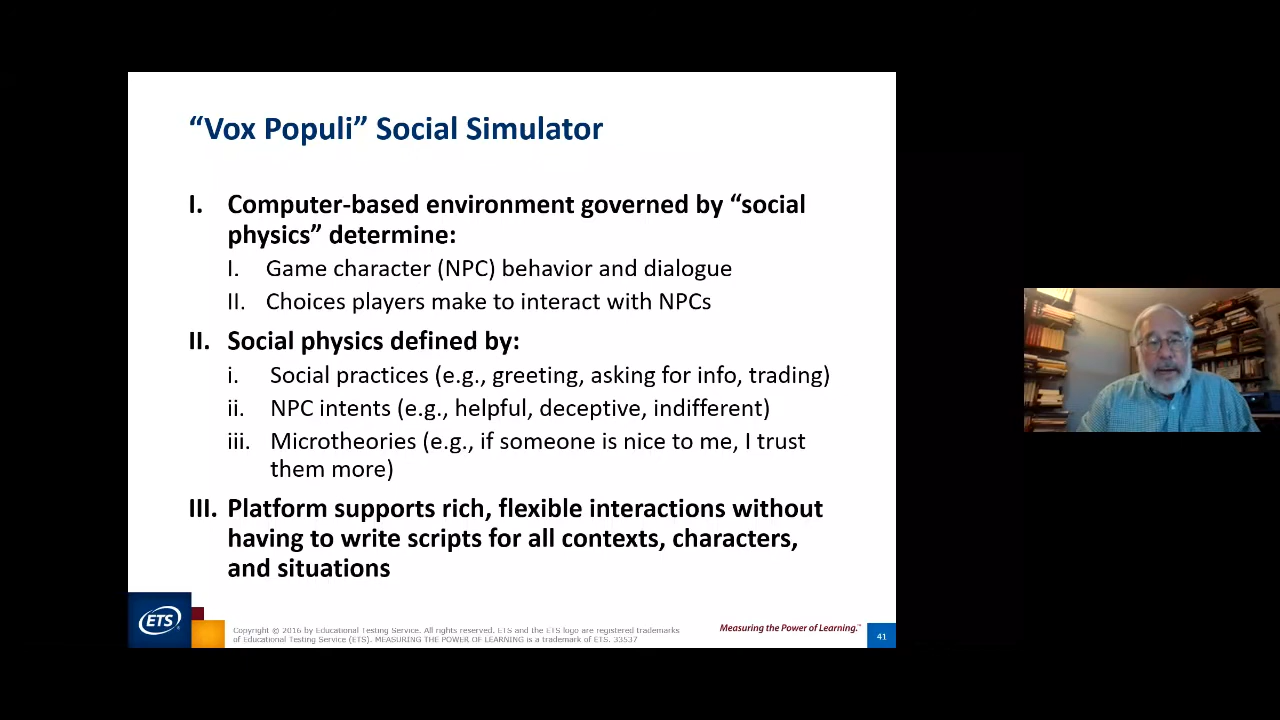 “Vox Populi” Social Simulator
I. Computer-based environment governed by “social
physics” determine:
I. Game character (NPC) behavior and dialogue
II. Choices players make to interact with NPCs
II. Social physics defined by:
i. Social practices (e.g., greeting, asking for info, trading)
ii. NPC intents (e.g., helpful, deceptive, indifferent)
iii. Microtheories (e.g., if someone is nice to me, I trust
them more)
III. Platform supports rich, flexible interactions without
having to write scripts for all contexts, characters,
and situations
ETS
Copyright © 2016 by Educational Testing Service. All rights reserved. ETS and the ETS logo are registered trademarks
of Educational Testing Service (ETS). MEASURING THE POWER OF LEARNING is a trademark of ETS. 33537
Measuring the Power of Learning.™
41